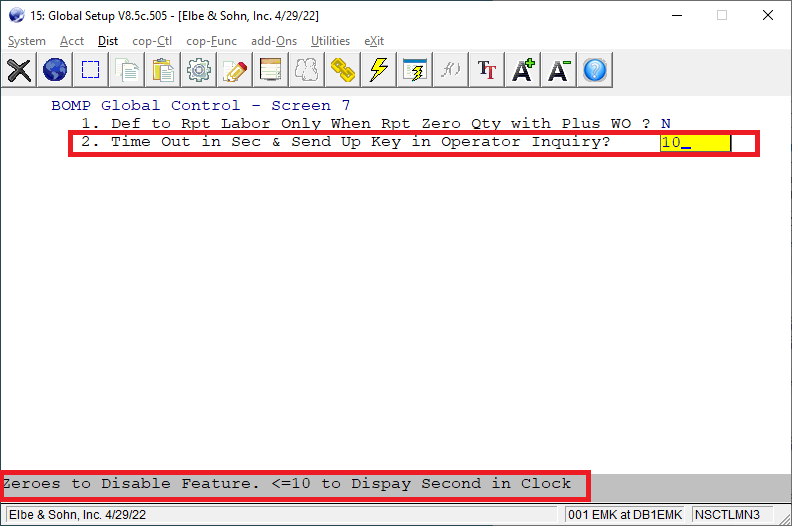 15: Global Setup V8.5c.505 - [Elbe & Sohn, Inc. 4/29/22]
System Acct Dist cop-Ctl cop-Func add-Ons Utilities eXit
f() TT A+ A- ?
BOMP Global Control - Screen 7
1. Def to Rpt Labor Only When Rpt Zero Qty with Plus WO ? N
2. Time Out in Sec & Send Up Key in Operator Inquiry? 10_
Zeroes to Disable Feature. <=10 to Dispay Second in Clock
Elbe & Sohn, Inc. 4/29/22 001 EMK at DB1EMK NSCTLMN3